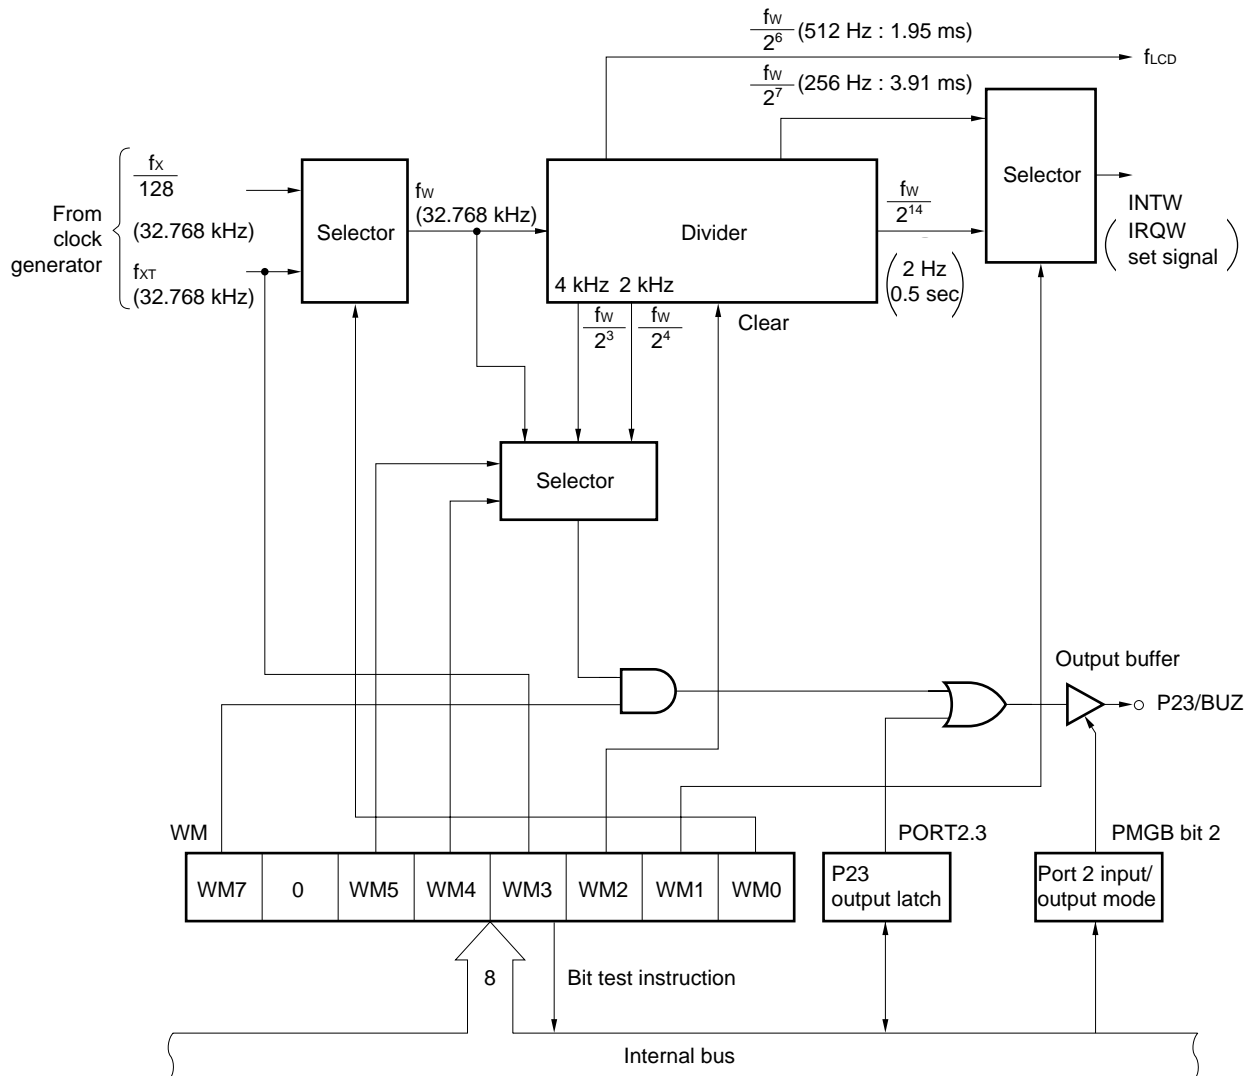 fW/2^6 (512 Hz : 1.95 ms)
fLCD
fW/2^7 (256 Hz : 3.91 ms)
From clock generator
fX/128
(32.768 kHz)
fXT
(32.768 kHz)
Selector
fW
(32.768 kHz)
Divider
4 kHz 2 kHz
fW/2^3
fW/2^4
Clear
fW/2^14
(2 Hz
0.5 sec)
Selector
INTW
(IRQW
set signal)
Selector
Output buffer
P23/BUZ
WM
PORT2.3
PMGB bit 2
WM7 0 WM5 WM4 WM3 WM2 WM1 WM0
P23
output latch
Port 2 input/
output mode
8
Bit test instruction
Internal bus